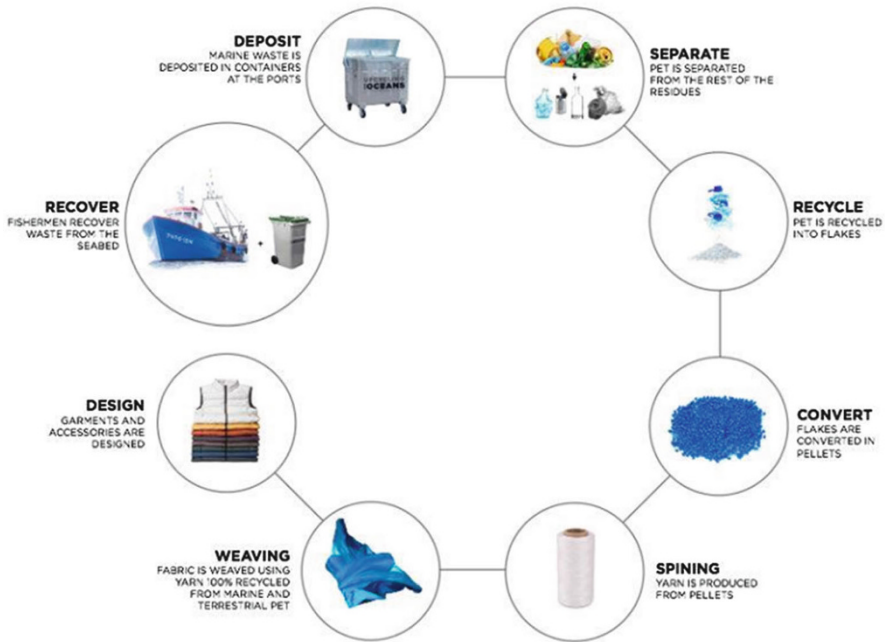 DEPOSIT
MARINE WASTE IS
DEPOSITED IN CONTAINERS
AT THE PORTS
OCEANS
SEPARATE
PET IS SEPARATED
FROM THE REST OF THE
RESIDUES
RECOVER
FISHERMEN RECOVER
WASTE FROM THE
SEABED
+
RECYCLE
PET IS RECYCLED
INTO FLAKES
DESIGN
GARMENTS AND
ACCESSORIES ARE
DESIGNED
CONVERT
FLAKES ARE
CONVERTED IN
PELLETS
WEAVING
FABRIC IS WEAVED USING
YARN 100% RECYCLED
FROM MARINE AND
TERRESTRIAL PET
SPINING
YARN IS PRODUCED
FROM PELLETS